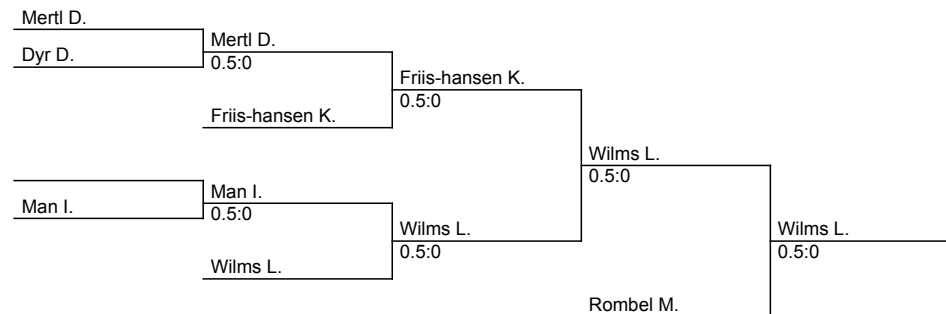 Mertl D.
Mertl D.
Dyr D.
0.5:0
Friis-hansen K.
0.5:0
Friis-hansen K.
Wilms L.
0.5:0
Man I.
Man I.
0.5:0
Wilms L.
0.5:0
Wilms L.
0.5:0
Wilms L.
Rombel M.